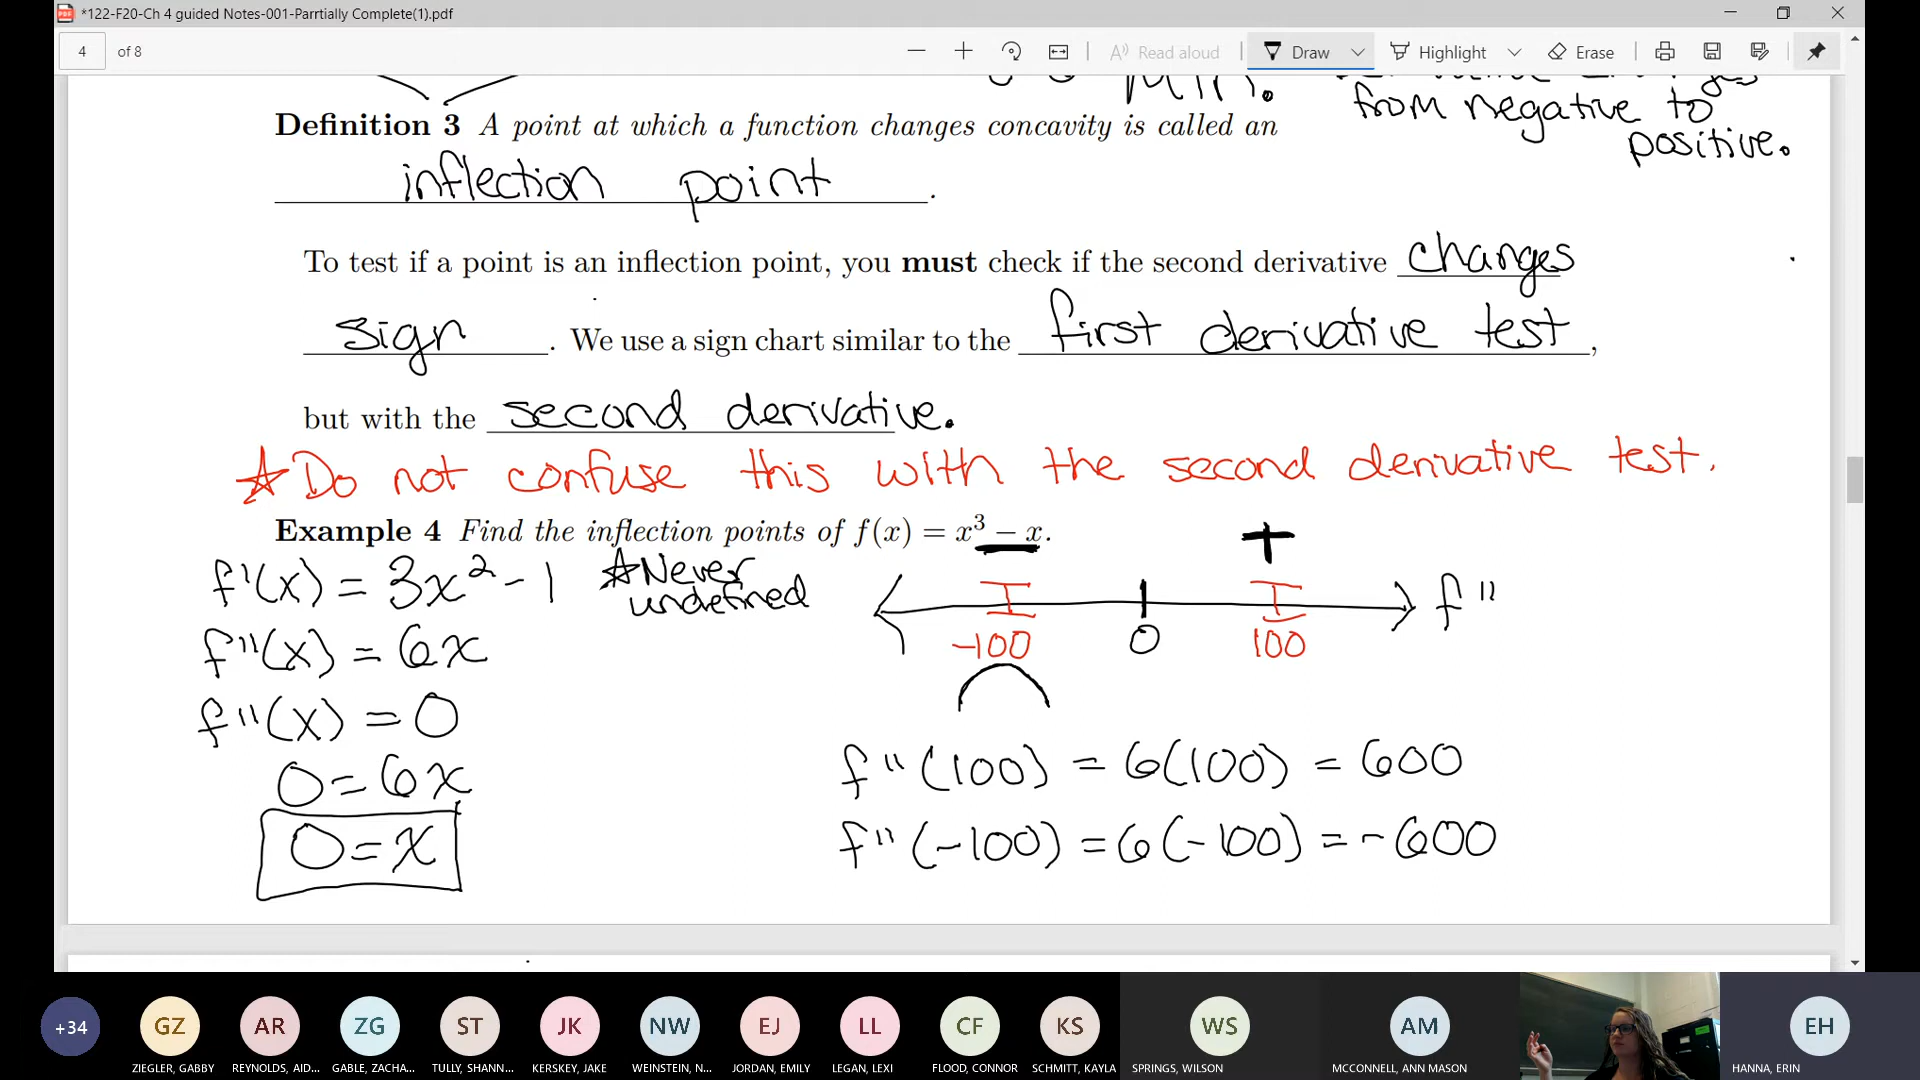 *122-F20-Ch 4 guided Notes-001-Parrtially Complete(1).pdf
4 of 8
Read aloud
Draw
Highlight
Erase
min.
from negative to
positive.
Definition 3 A point at which a function changes concavity is called an
inflection point.
To test if a point is an inflection point, you must check if the second derivative changes
sign. We use a sign chart similar to the first derivative test,
but with the second derivative.
☆ Do not confuse this with the second derivative test.
Example 4 Find the inflection points of f(x) = x³ − x.
f'(x) = 3x² - 1
☆ Never
undefined
f''(x) = 6x
f''(x) = 0
0 = 6x
0 = x
− +
I I
f''
-100 0 100
f''(100) = 6(100) = 600
f''(-100) = 6(-100) = -600
+34
GZ AR ZG ST JK NW EJ LL CF KS WS AM EH
ZIEGLER, GABBY REYNOLDS, AID... GABLE, ZACHA... TULLY, SHANN... KERSKEY, JAKE WEINSTEIN, N... JORDAN, EMILY LEGAN, LEXI FLOOD, CONNOR SCHMITT, KAYLA SPRINGS, WILSON MCCONNELL, ANN MASON HANNA, ERIN